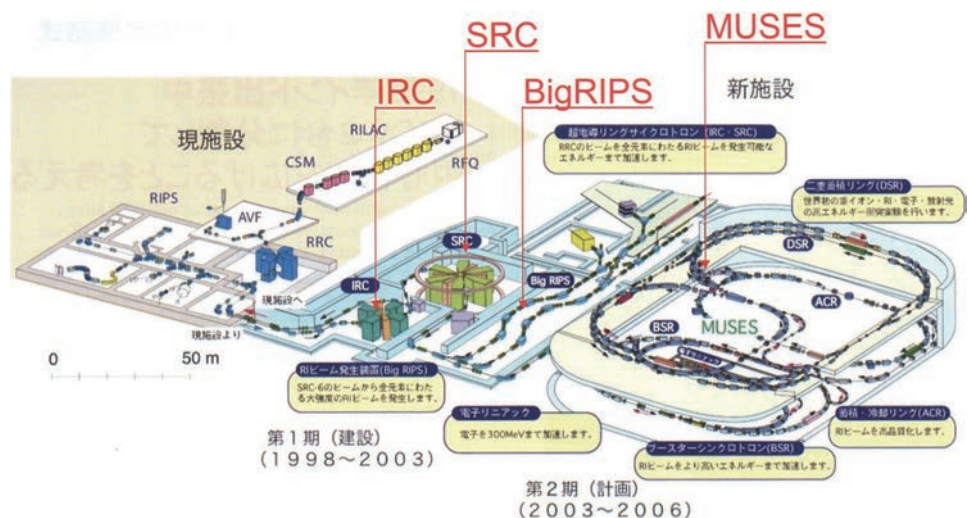 SRC
MUSES
IRC
BigRIPS
新施設
現施設
RILAC
CSM
RFQ
RIPS
AVF
RRC
超電導リングサイクロトロン (IRC・SRC)
RRCのビームを全元素にわたるRIビームを発生可能な
エネルギーまで加速します。
二重蓄積リング(DSR)
世界初の重イオン・RI・電子・放射光
の高エネルギー衝突実験を行います。
SRC
DSR
IRC
Big RIPS
現施設へ
ACR
BSR
MUSES
現施設より
0
50 m
RIビーム発生装置(Big RIPS)
SRC-6のビームから全元素にわた
る大強度のRIビームを発生します。
電子リニアック
電子を300MeVまで加速します。
蓄積・冷却リング(ACR)
RIビームを高品質化します。
ブースターシンクロトロン(BSR)
RIビームをより高いエネルギーまで加速します。
第1期 (建設)
(1998～2003)
第2期 (計画)
(2003～2006)